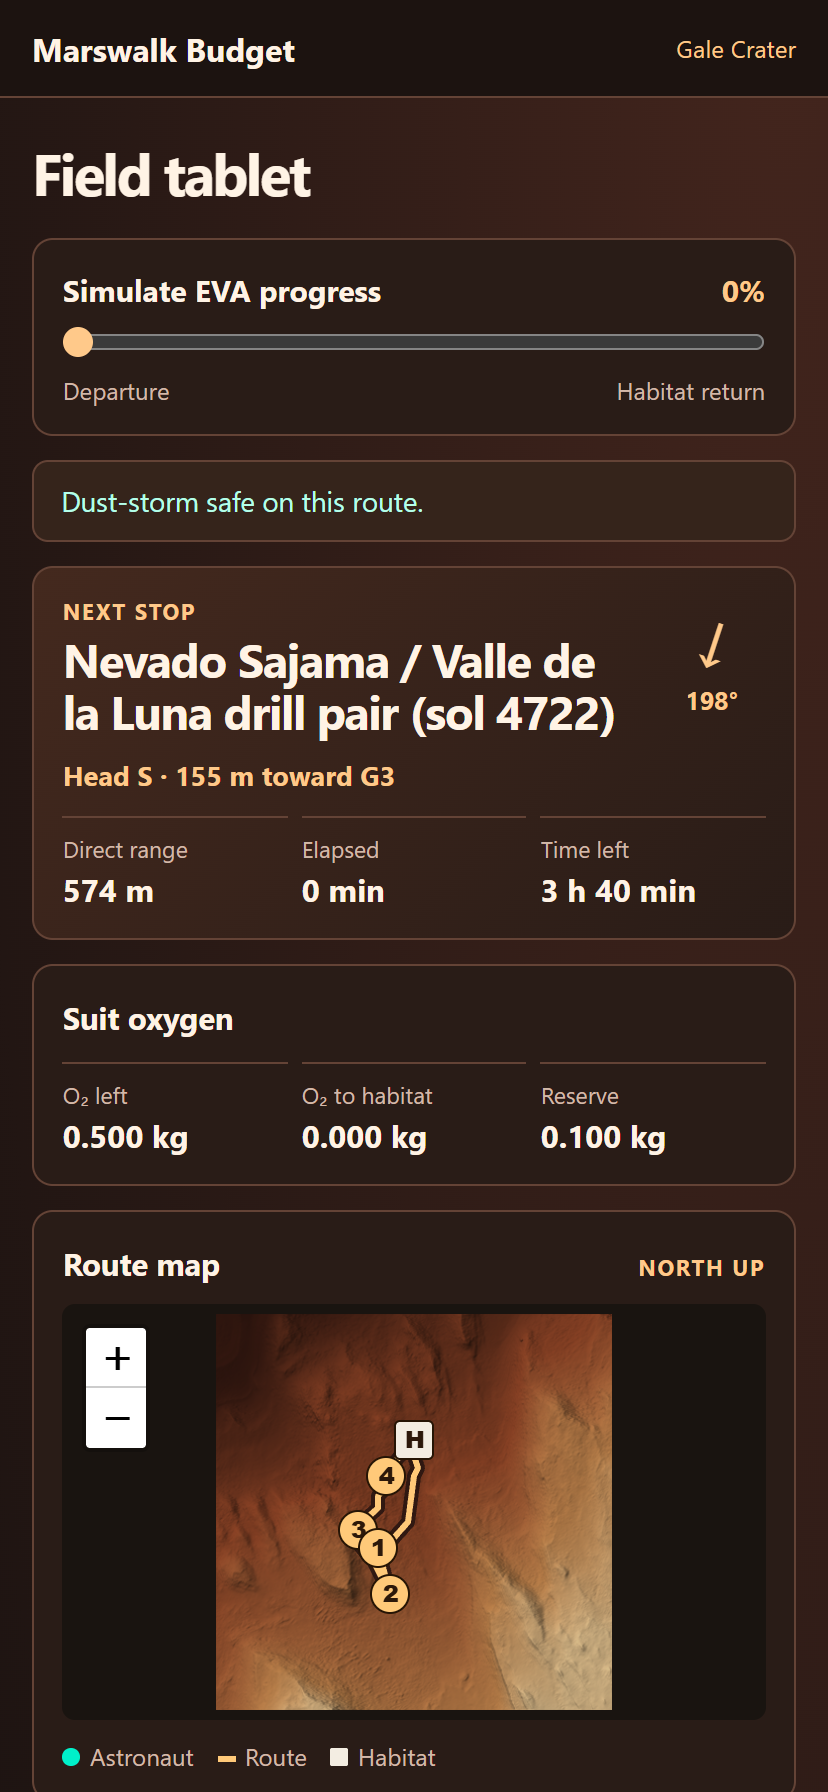 Marswalk Budget
Gale Crater
Field tablet
Simulate EVA progress
0%
Departure
Habitat return
Dust-storm safe on this route.
NEXT STOP
Nevado Sajama / Valle de
la Luna drill pair (sol 4722)
198°
Head S · 155 m toward G3
Direct range
Elapsed
Time left
574 m
0 min
3 h 40 min
Suit oxygen
O₂ left
O₂ to habitat
Reserve
0.500 kg
0.000 kg
0.100 kg
Route map
NORTH UP
+
−
H
4
3
1
2
Astronaut
Route
Habitat